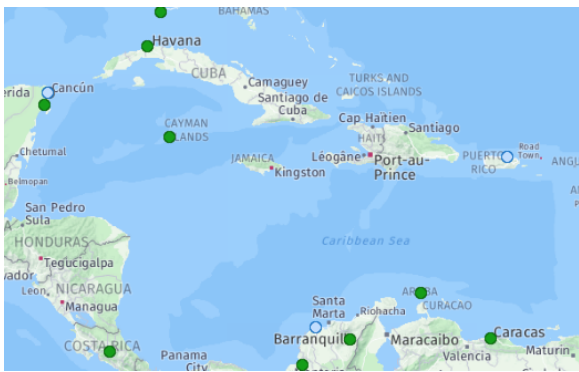 BAHAMAS
Havana
CUBA
Cancún
erida
Camaguey
TURKS AND
CAICOS ISLANDS
Santiago de
Cuba
CAYMAN
LANDS
Cap Haïtien
Santiago
HAITI
Chetumal
JAMAICA
Léogâne
Port-au-
Prince
PUERTO
RICO
Road
Town
ANGU
Kingston
Belmopan
San Pedro
Sula
HONDURAS
Tegucigalpa
Caribbean Sea
vador
NICARAGUA
Leon
Managua
ARUBA
CURACAO
Santa
Marta
Riohacha
Barranquill
Maracaibo
Caracas
Valencia
Maturin
COSTA RICA
Panama
City